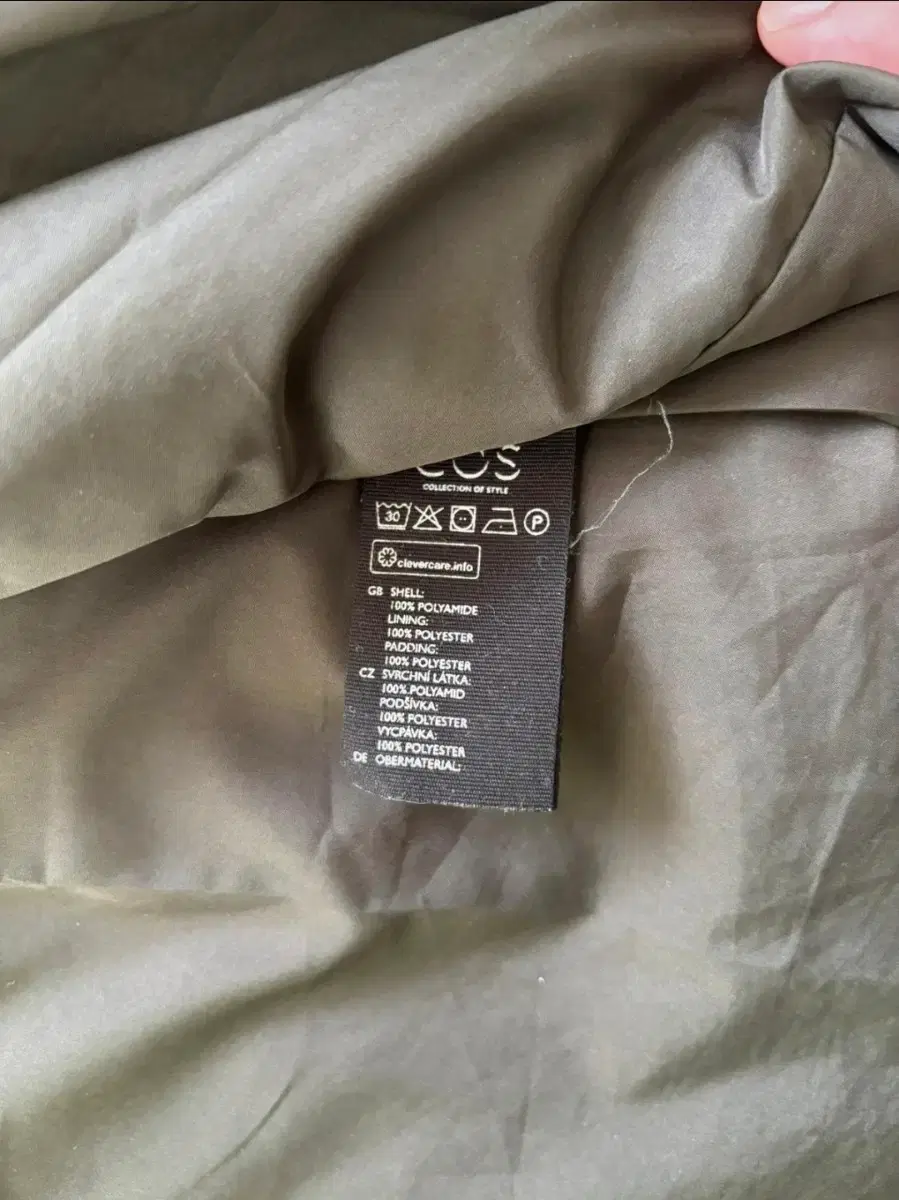 COS
COLLECTION OF STYLE
30 P
clevercare.info
GB SHELL:
100% POLYAMIDE
LINING:
100% POLYESTER
PADDING:
100% POLYESTER
CZ SVRCHNÍ LÁTKA:
100% POLYAMID
PODŠÍVKA:
100% POLYESTER
VYCPÁVKA:
100% POLYESTER
DE OBERMATERIAL: